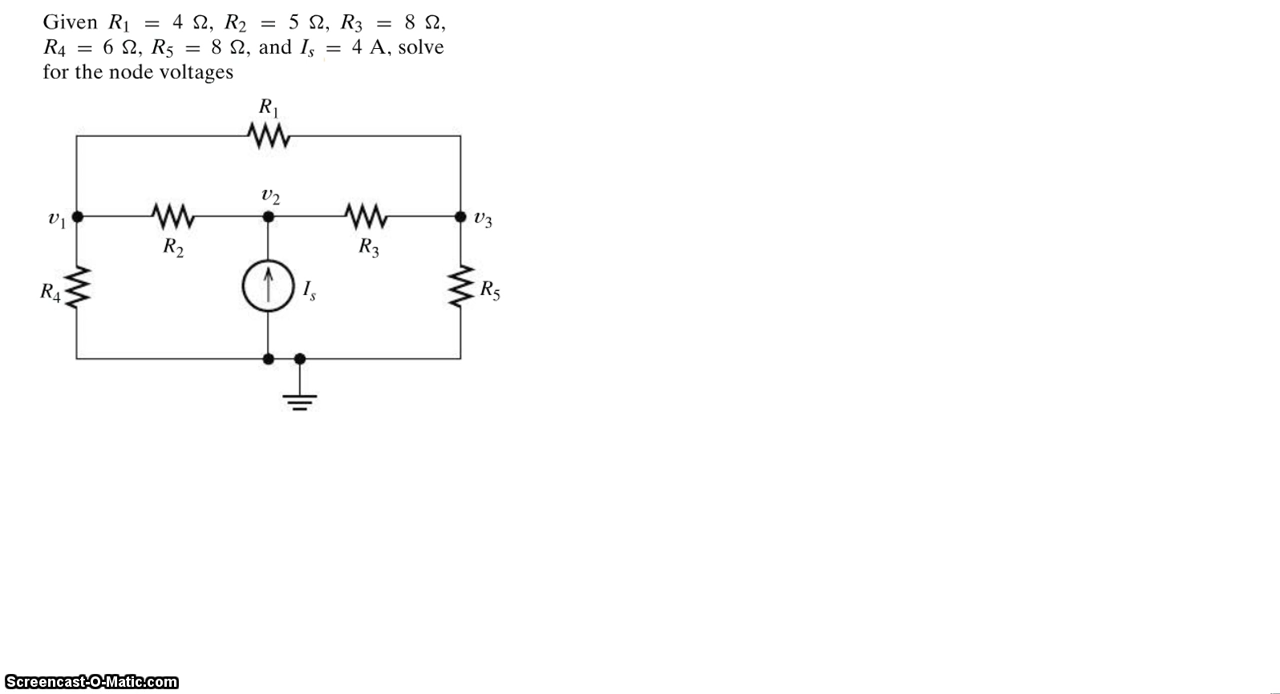 Given R₁ = 4 Ω, R₂ = 5 Ω, R₃ = 8 Ω,
R₄ = 6 Ω, R₅ = 8 Ω, and Iₛ = 4 A, solve
for the node voltages
R₁
v₂
v₁
v₃
R₂
R₃
R₄
Iₛ
R₅
Screencast-O-Matic.com